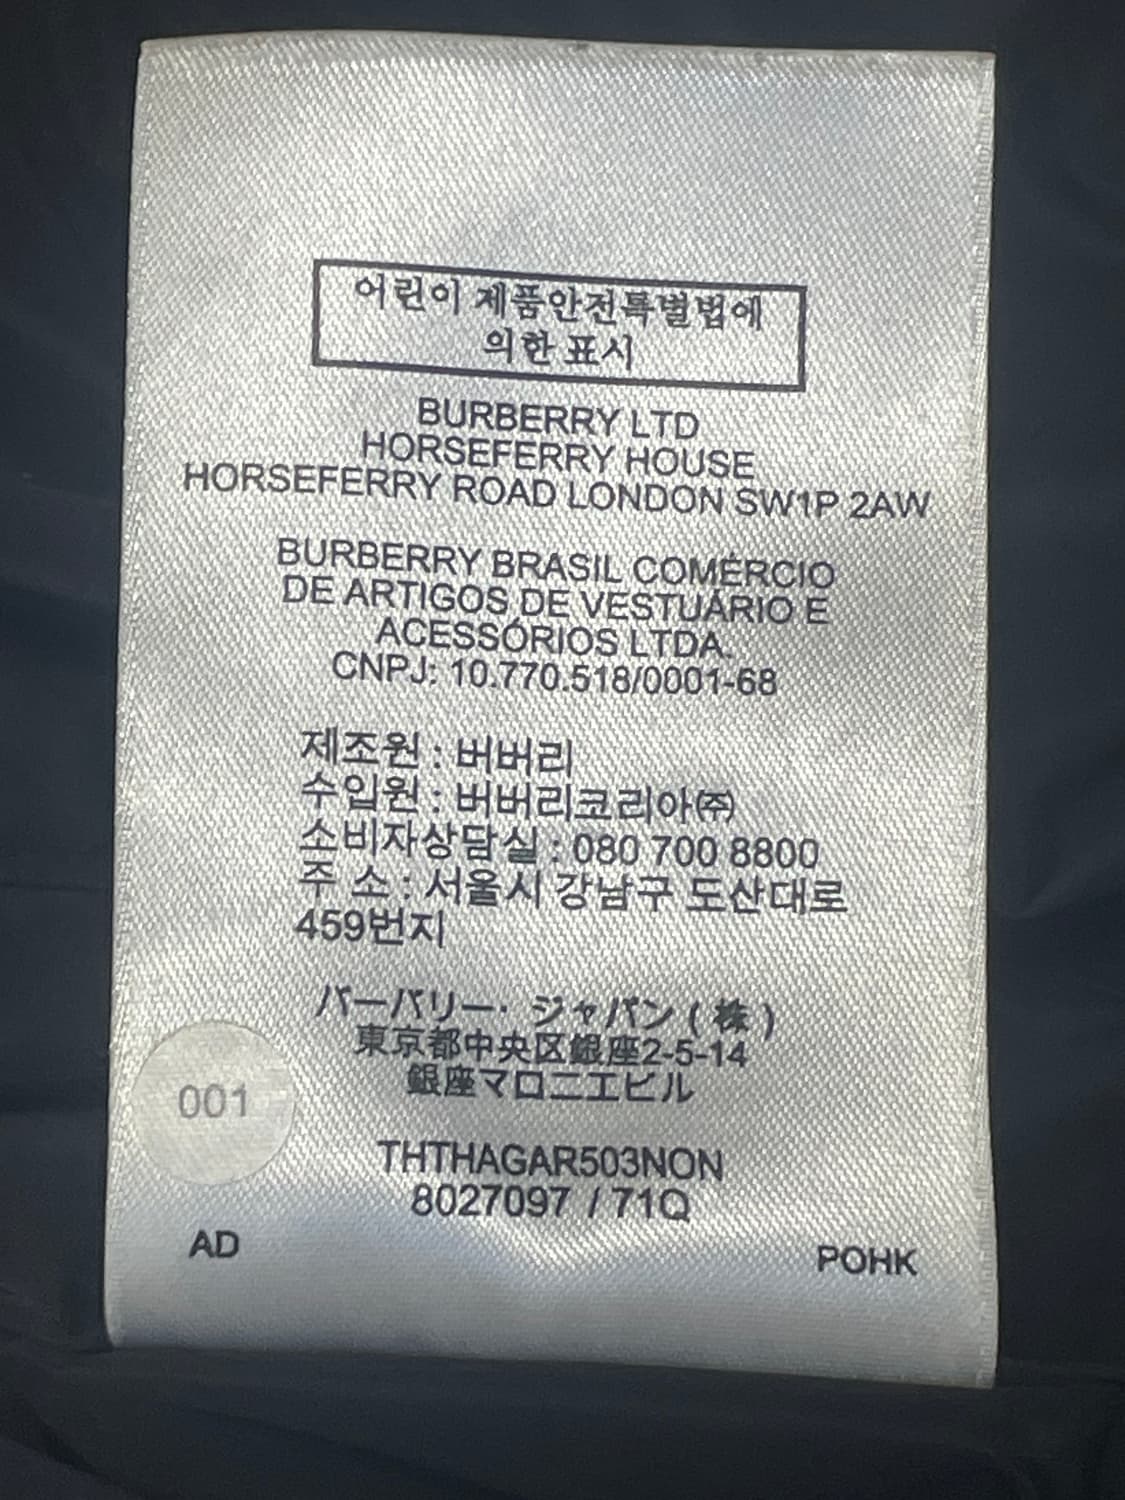 어린이 제품안전특별법에
의한 표시
BURBERRY LTD
HORSEFERRY HOUSE
HORSEFERRY ROAD LONDON SW1P 2AW
BURBERRY BRASIL COMÉRCIO
DE ARTIGOS DE VESTUÁRIO E
ACESSÓRIOS LTDA.
CNPJ: 10.770.518/0001-68
제조원 : 버버리
수입원 : 버버리코리아㈜
소비자상담실 : 080 700 8800
주 소 : 서울시 강남구 도산대로
459번지
バーバリー・ジャパン (株)
東京都中央区銀座2-5-14
銀座マロニエビル
001
THTHAGAR503NON
8027097 / 71Q
AD
POHK